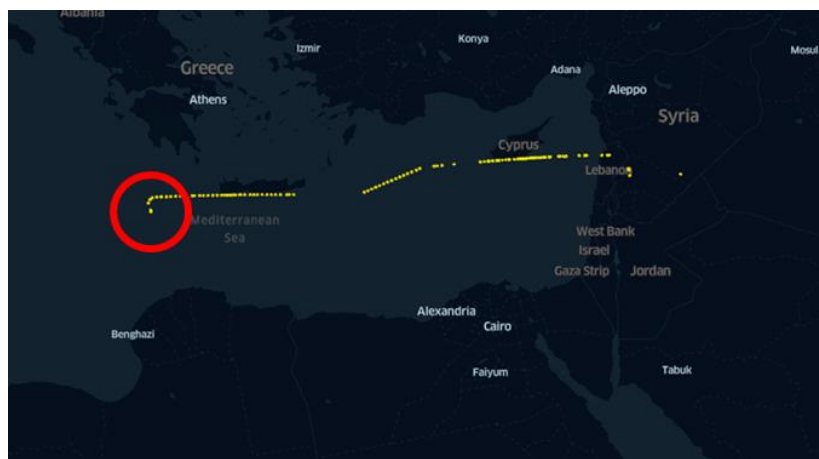 Albania
Konya
Izmir
Mosul
Greece
Adana
Aleppo
Athens
Syria
Cyprus
Lebanon
Mediterranean
Sea
West Bank
Israel
Gaza Strip
Jordan
Alexandria
Cairo
Benghazi
Faiyum
Tabuk